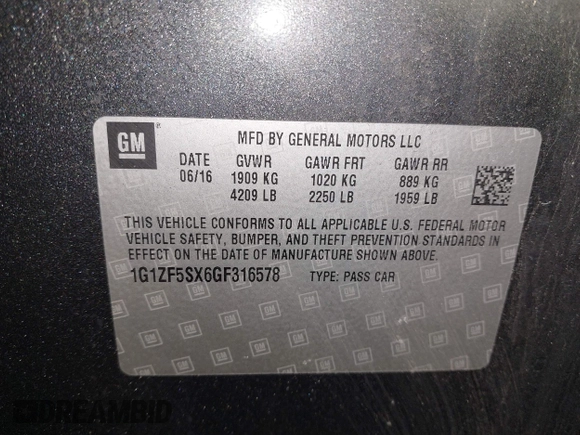 GM
MFD BY GENERAL MOTORS LLC
DATE GVWR GAWR FRT GAWR RR
06/16 1909 KG 1020 KG 889 KG
4209 LB 2250 LB 1959 LB
THIS VEHICLE CONFORMS TO ALL APPLICABLE U.S. FEDERAL MOTOR
VEHICLE SAFETY, BUMPER, AND THEFT PREVENTION STANDARDS IN
EFFECT ON THE DATE OF MANUFACTURE SHOWN ABOVE.
1G1ZF5SX6GF316578 TYPE: PASS CAR
DREAMBID